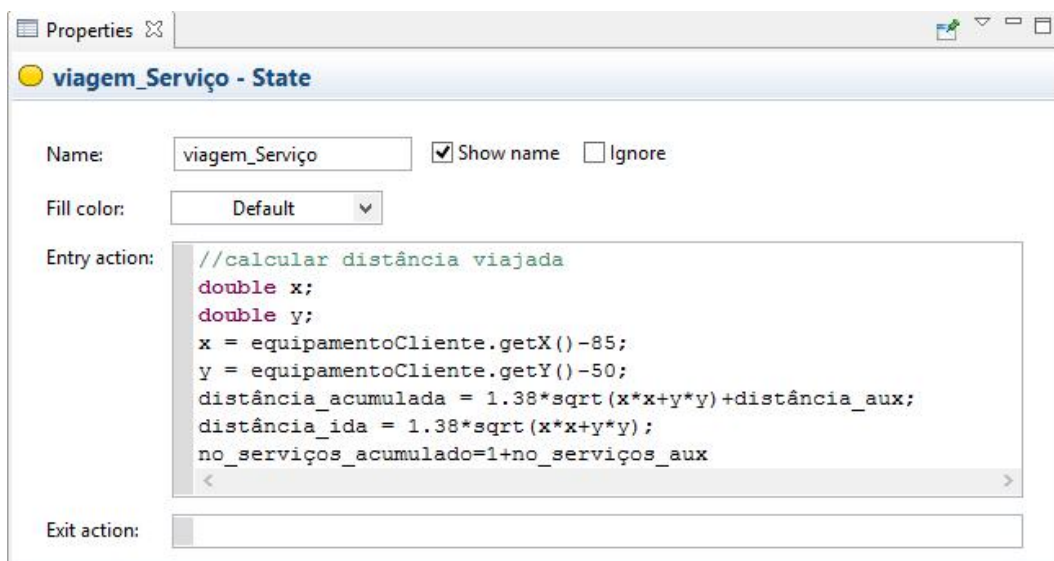 Properties
viagem_Serviço - State
Name: viagem_Serviço Show name Ignore
Fill color: Default
Entry action: //calcular distância viajada
double x;
double y;
x = equipamentoCliente.getX()-85;
y = equipamentoCliente.getY()-50;
distância_acumulada = 1.38*sqrt(x*x+y*y)+distância_aux;
distância_ida = 1.38*sqrt(x*x+y*y);
no_serviços_acumulado=1+no_serviços_aux
Exit action: